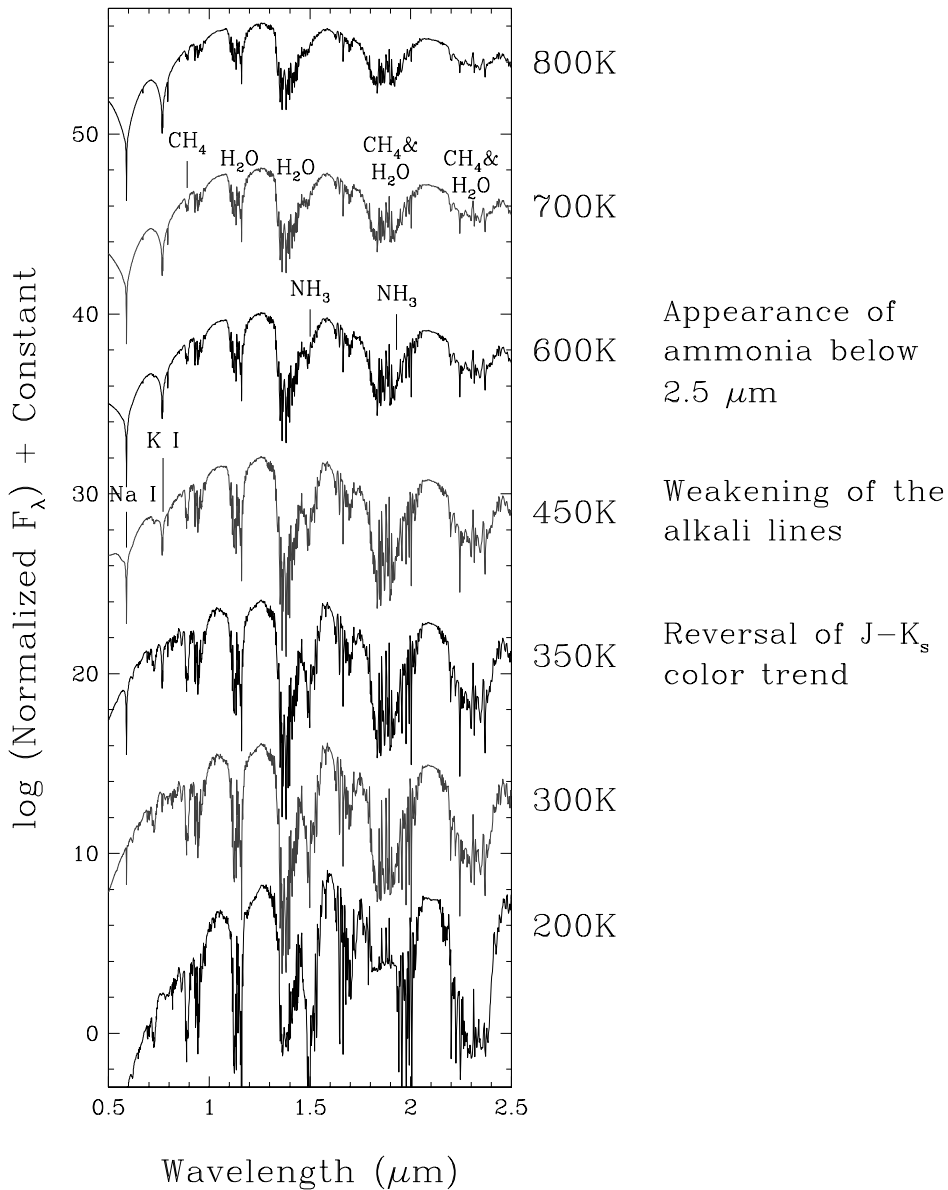 800K
50
CH₄
H₂O
H₂O
CH₄&
H₂O
CH₄&
H₂O
700K
40
NH₃
NH₃
600K
Appearance of
ammonia below
2.5 μm
K I
Na I
30
450K
Weakening of the
alkali lines
20
350K
Reversal of J−Kₛ
color trend
300K
10
200K
0
0.5
1
1.5
2
2.5
Wavelength (μm)
log (Normalized F_λ) + Constant